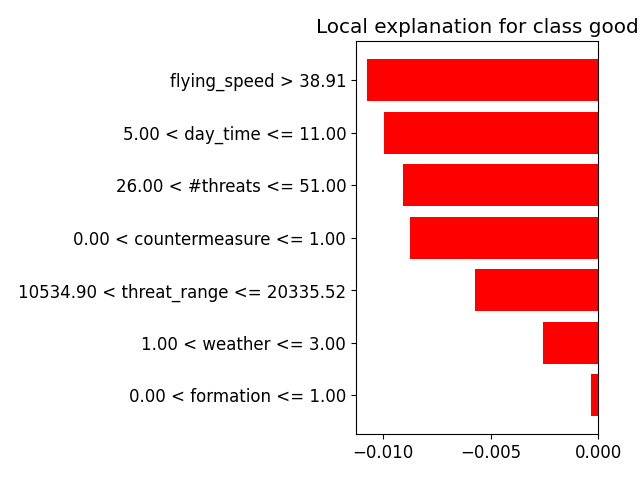 Local explanation for class good
flying_speed > 38.91
5.00 < day_time <= 11.00
26.00 < #threats <= 51.00
0.00 < countermeasure <= 1.00
10534.90 < threat_range <= 20335.52
1.00 < weather <= 3.00
0.00 < formation <= 1.00
−0.010 −0.005 0.000